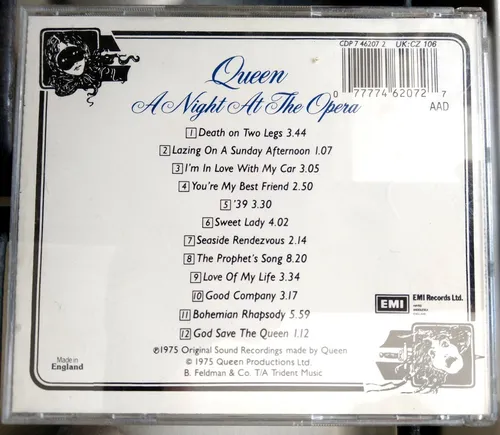 CDP 7 46207 2 UK:CZ 106
0 77774 62072 7
AAD
Queen
A Night At The Opera
1 Death on Two Legs 3.44
2 Lazing On A Sunday Afternoon 1.07
3 I'm In Love With My Car 3.05
4 You're My Best Friend 2.50
5 '39 3.30
6 Sweet Lady 4.02
7 Seaside Rendezvous 2.14
8 The Prophet's Song 8.20
9 Love Of My Life 3.34
10 Good Company 3.17
11 Bohemian Rhapsody 5.59
12 God Save The Queen 1.12
EMI EMI Records Ltd.
Made in
England
℗1975 Original Sound Recordings made by Queen
© 1975 Queen Productions Ltd.
B. Feldman & Co. T/A Trident Music